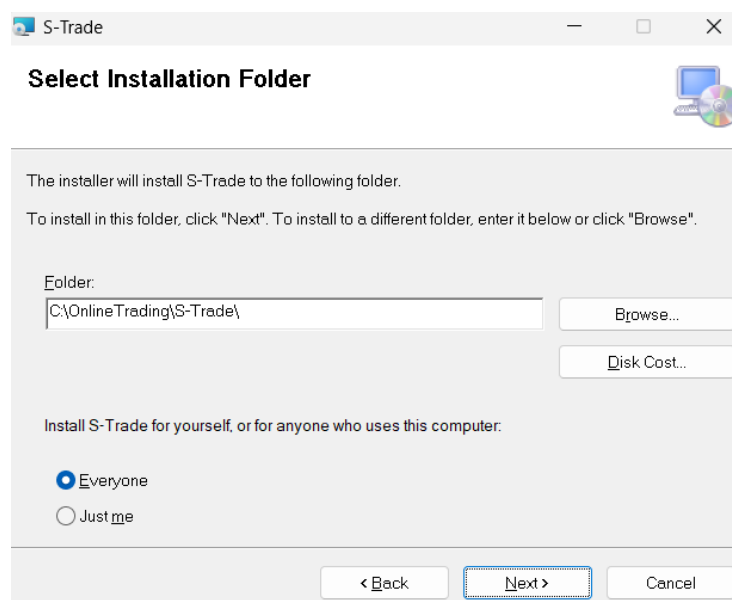 S-Trade
Select Installation Folder
The installer will install S-Trade to the following folder.
To install in this folder, click "Next". To install to a different folder, enter it below or click "Browse".
Folder:
C:\OnlineTrading\S-Trade\
Browse...
Disk Cost...
Install S-Trade for yourself, or for anyone who uses this computer:
Everyone
Just me
< Back
Next >
Cancel